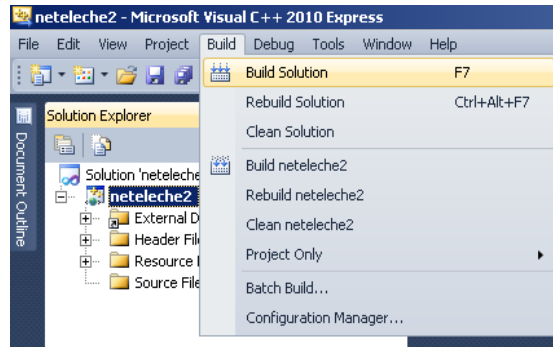 neteleche2 - Microsoft Visual C++ 2010 Express
File Edit View Project Build Debug Tools Window Help
Build Solution F7
Rebuild Solution Ctrl+Alt+F7
Clean Solution
Build neteleche2
Rebuild neteleche2
Clean neteleche2
Project Only
Batch Build...
Configuration Manager...
Document Outline
Solution Explorer
Solution 'neteleche
neteleche2
External D
Header File
Resource
Source File